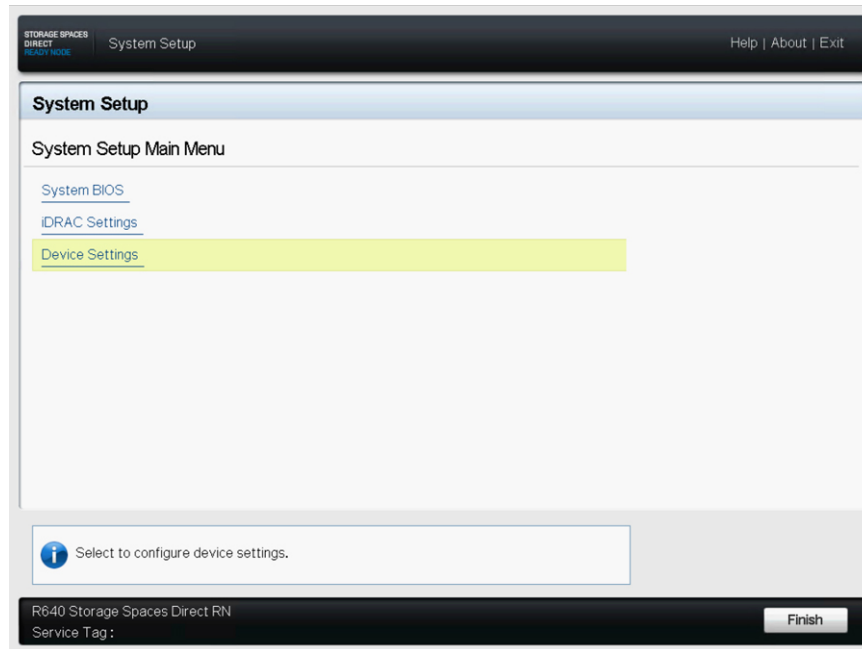 STORAGE SPACES
DIRECT
READY NODE
System Setup
Help | About | Exit
System Setup
System Setup Main Menu
System BIOS
iDRAC Settings
Device Settings
Select to configure device settings.
R640 Storage Spaces Direct RN
Service Tag :
Finish